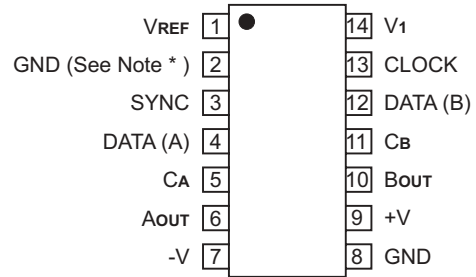 VREF 1 14 V1
GND (See Note * ) 2 13 CLOCK
SYNC 3 12 DATA (B)
DATA (A) 4 11 CB
CA 5 10 BOUT
AOUT 6 9 +V
-V 7 8 GND